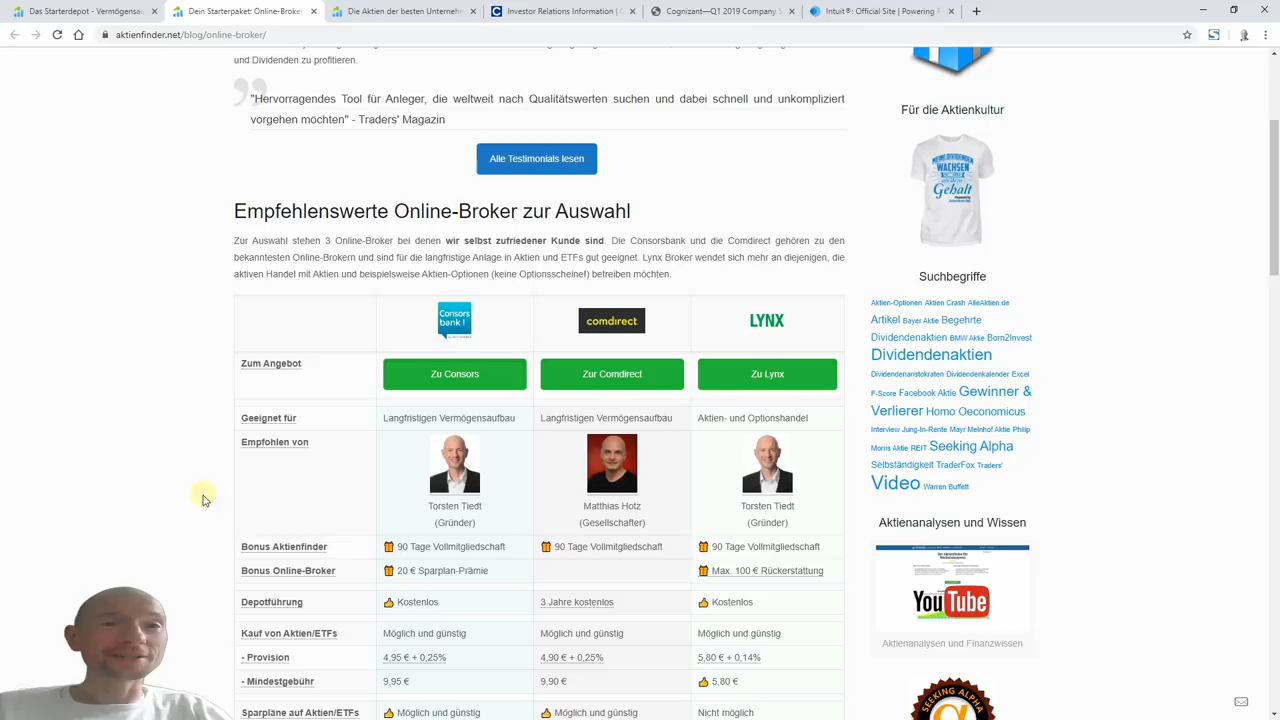 Das Starterpot - Vermögensau
Dein Starterpaket: Online-Broker
Starterdepot - Die Aktien der besten Unternehm
Investor Relations Information | C
Cognizant—Q1 2019 Company S
Intuit®: Official Site | Powering P
aktienfinder.net/blog/online-broker/
und Dividenden zu profitieren.
"Hervorragendes Tool für Anleger, die weltweit nach Qualitätswerten suchen und dabei schnell und unkompliziert
vorgehen möchten" - Traders' Magazin
Alle Testimonials lesen
Empfehlenswerte Online-Broker zur Auswahl
Zur Auswahl stehen 3 Online-Broker bei denen wir selbst zufriedener Kunde sind. Die Consorsbank und die Comdirect gehören zu den
bekanntesten Online-Brokern und sind für die langfristige Anlage in Aktien und ETFs gut geeignet. Lynx Broker wendet sich mehr an diejenigen, die
aktiven Handel mit Aktien und beispielsweise Aktien-Optionen (keine Optionsscheine!) betreiben möchten.
Consors
bank!
comdirect
LYNX
Zum Angebot
Zu Consors
Zur Comdirect
Zu Lynx
Geeignet für
Langfristigen Vermögensaufbau
Langfristigen Vermögensaufbau
Aktien- und Optionshandel
Empfohlen von
Torsten Tiedt
(Gründer)
Matthias Hotz
(Gesellschafter)
Torsten Tiedt
(Gründer)
Bonus Aktienfinder
90 Tage Vollmitgliedschaft
90 Tage Vollmitgliedschaft
90 Tage Vollmitgliedschaft
Online-Broker
20 € Sparplan-Prämie
Max. 100 € Rückerstattung
Depotführung
Kostenlos
3 Jahre kostenlos
Kostenlos
Kauf von Aktien/ETFs
Möglich und günstig
Möglich und günstig
Möglich und günstig
- Provision
4,95 € + 0,25%
4,90 € + 0,25%
5,80 € + 0,14%
- Mindestgebühr
9,95 €
9,90 €
5,80 €
Sparpläne auf Aktien/ETFs
Möglich und günstig
Möglich und günstig
Nicht möglich
Für die Aktienkultur
MEINE DIVIDENDEN
WACHSEN
Gehalt
Suchbegriffe
Aktien-Optionen Aktien Crash AlleAktien.de
Artikel Bayer Aktie Begehrte
Dividendenaktien BMW Aktie Born2Invest
Dividendenaktien
Dividendenaristokraten Dividendenkalender Excel
F-Score Facebook Aktie Gewinner &
Verlierer Homo Oeconomicus
Interview Jung-In-Rente Mayr Melnhof Aktie Philip
Morris Aktie REIT Seeking Alpha
Selbständigkeit TraderFox Traders'
Video Warren Buffett
Aktienanalysen und Wissen
YouTube
Aktienanalysen und Finanzwissen
SEEKING ALPHA